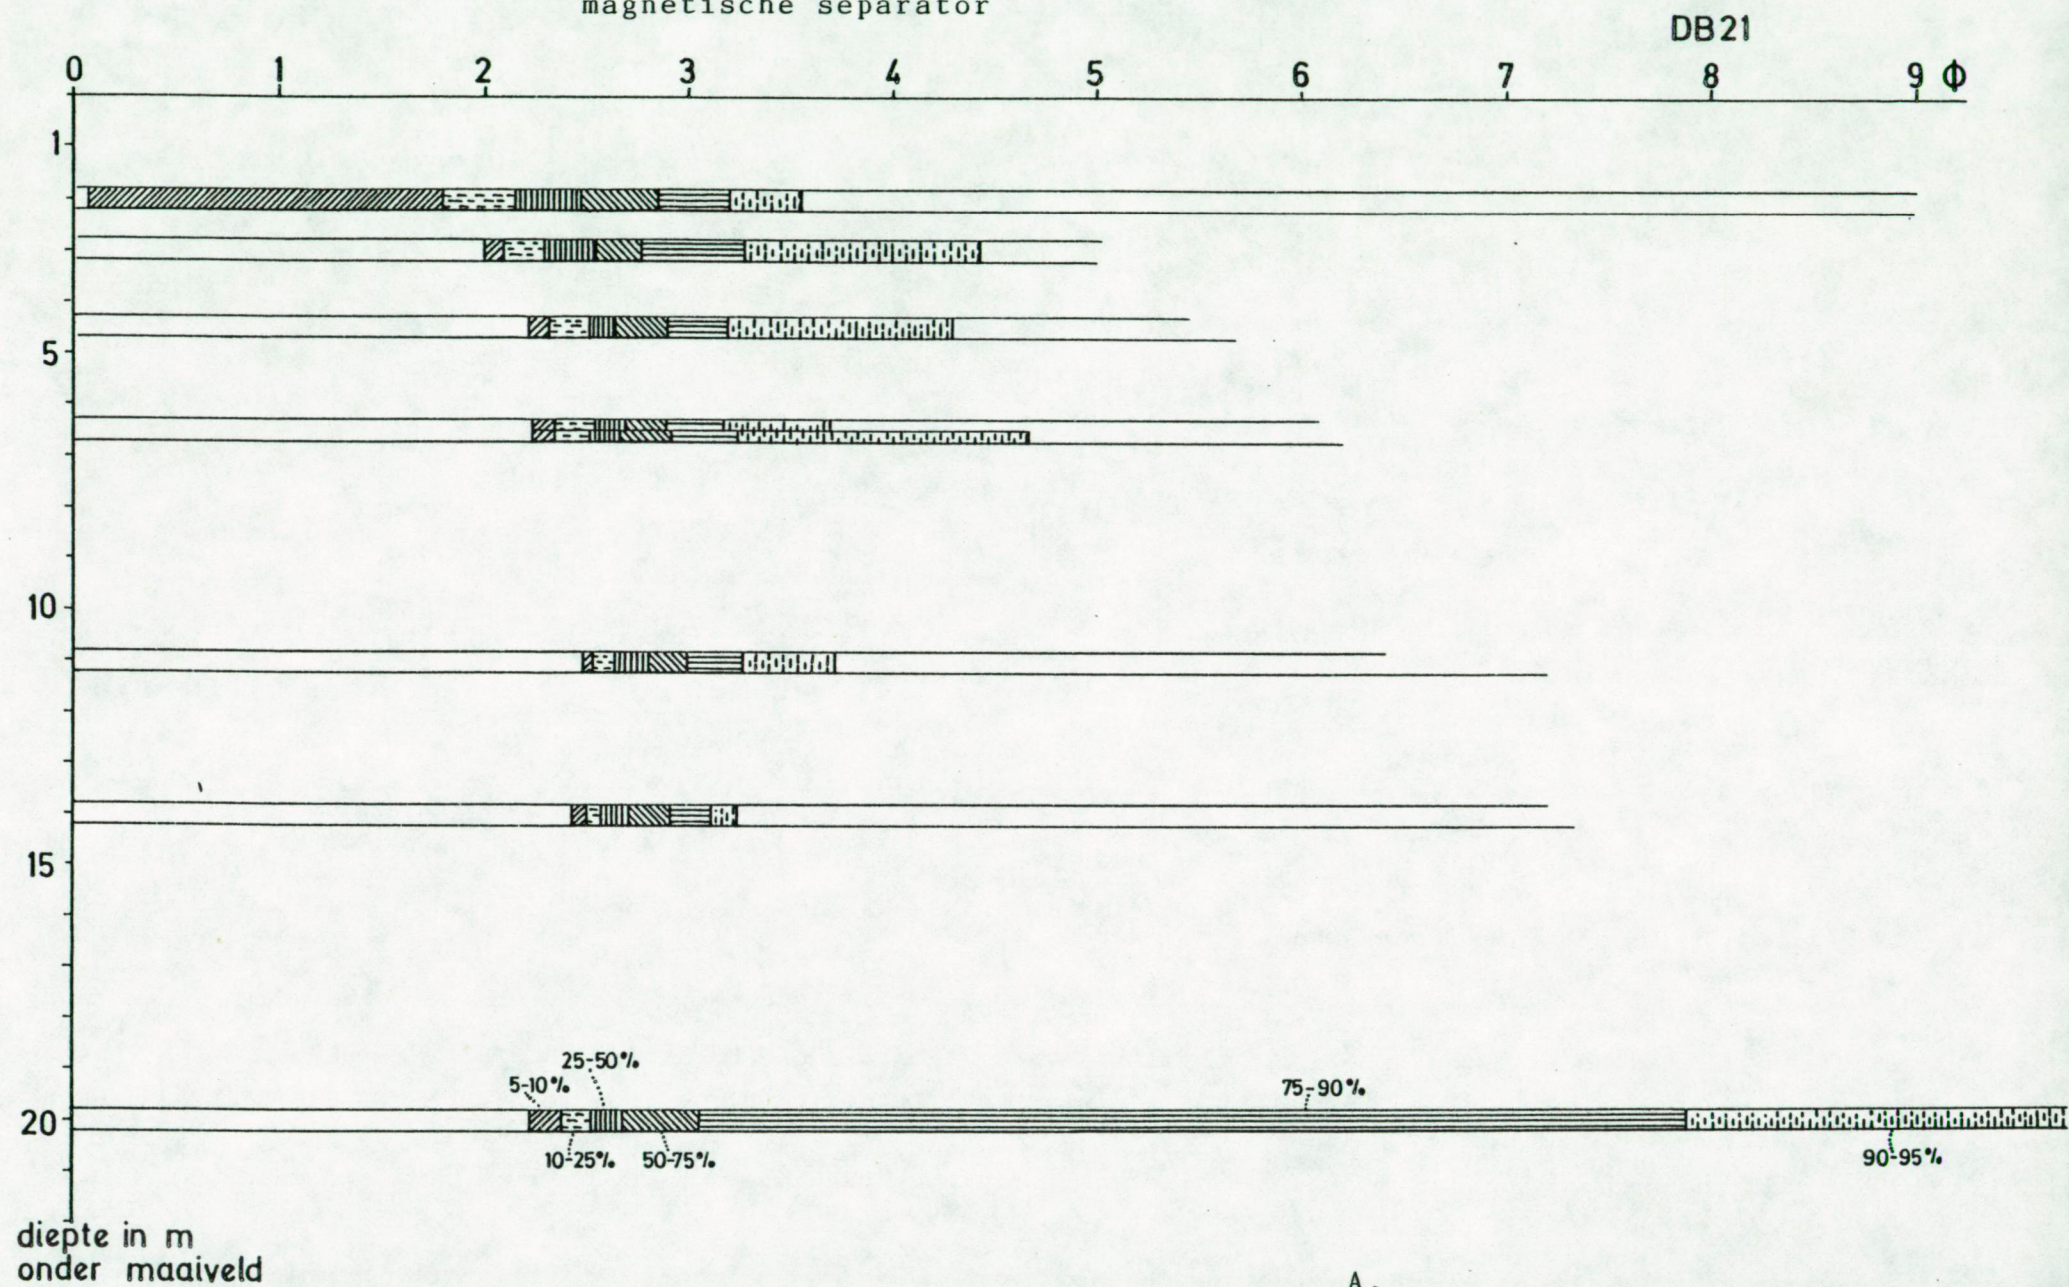 magnetische separator
DB21
0 1 2 3 4 5 6 7 8 9 Φ
1
5
10
15
25-50%
5-10% 75-90%
20
10-25% 50-75% 90-95%
diepte in m
onder maaiveld
A